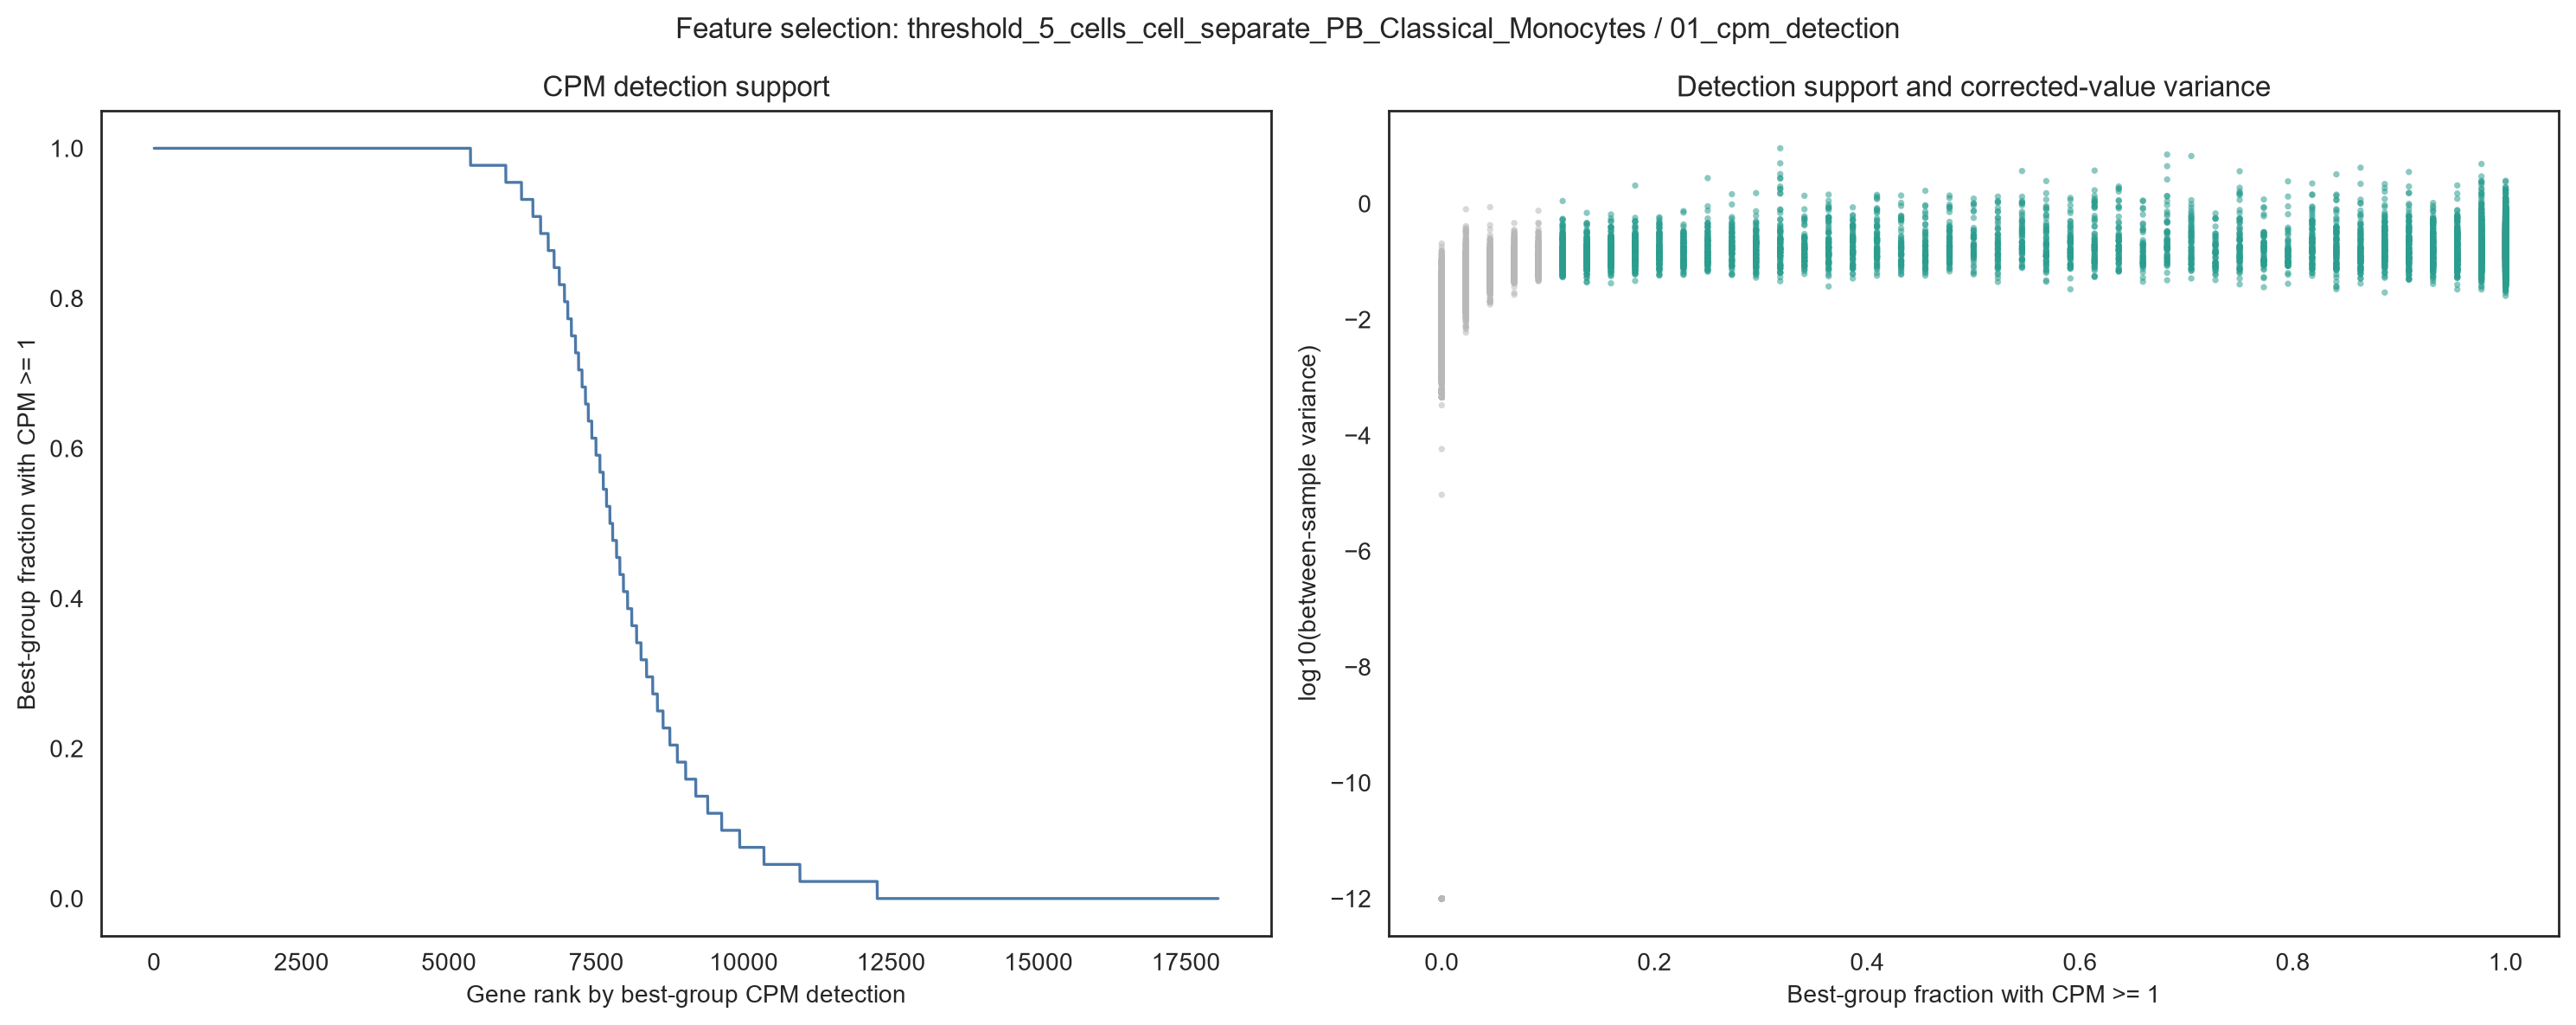 Feature selection: threshold_5_cells_cell_separate_PB_Classical_Monocytes / 01_cpm_detection
CPM detection support
Best-group fraction with CPM >= 1
1.0
0.8
0.6
0.4
0.2
0.0
0 2500 5000 7500 10000 12500 15000 17500
Gene rank by best-group CPM detection
Detection support and corrected-value variance
log10(between-sample variance)
0
−2
−4
−6
−8
−10
−12
0.0 0.2 0.4 0.6 0.8 1.0
Best-group fraction with CPM >= 1